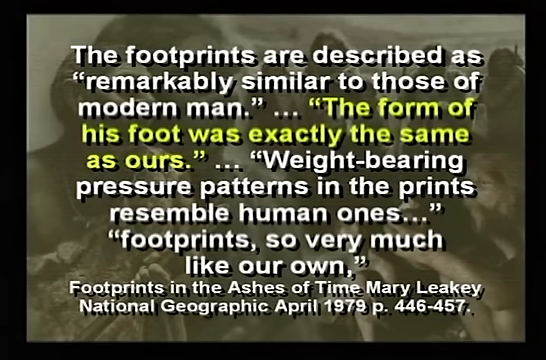 The footprints are described as
“remarkably similar to those of
modern man.” ... “The form of
his foot was exactly the same
as ours.” ... “Weight-bearing
pressure patterns in the prints
resemble human ones...”
“footprints, so very much
like our own,”
Footprints in the Ashes of Time Mary Leakey
National Geographic April 1979 p. 446-457.